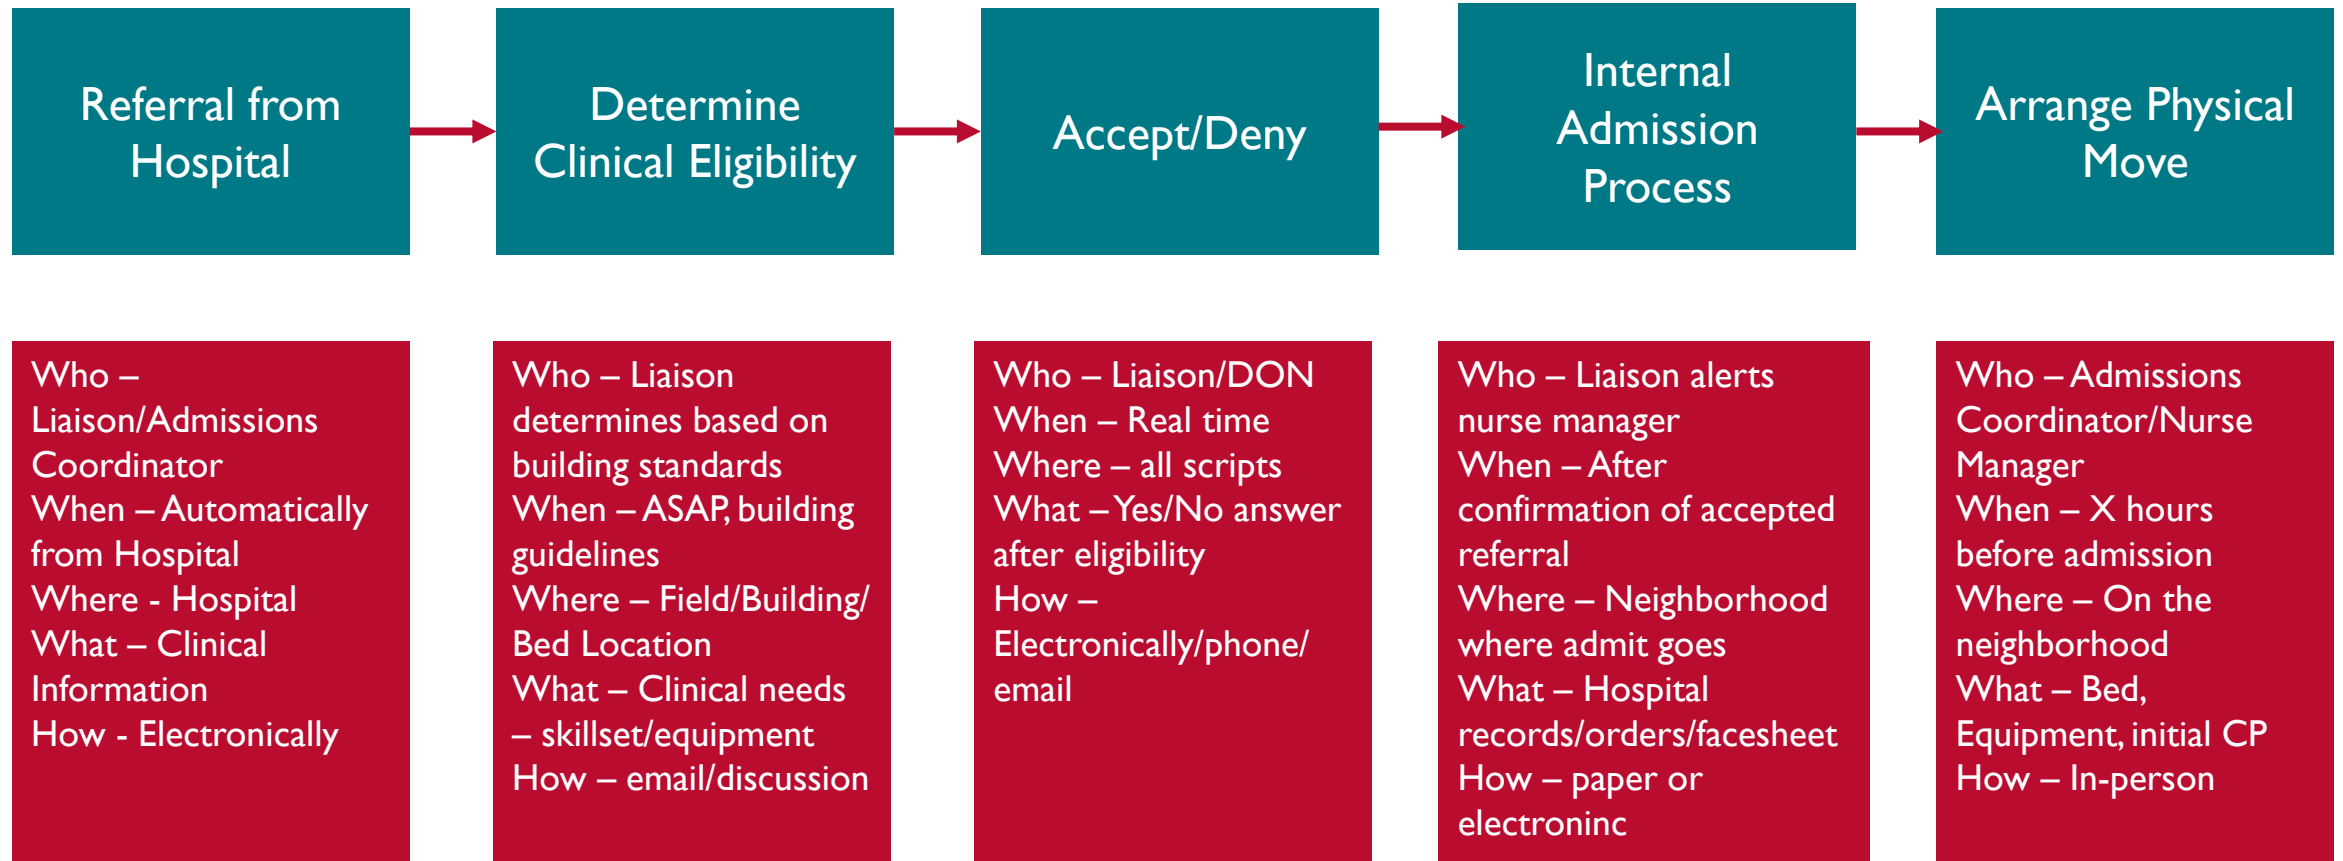 Referral from
Hospital
Determine
Clinical Eligibility
Accept/Deny
Internal
Admission
Process
Arrange Physical
Move
Who –
Liaison/Admissions
Coordinator
When – Automatically
from Hospital
Where - Hospital
What – Clinical
Information
How - Electronically
Who – Liaison
determines based on
building standards
When – ASAP, building
guidelines
Where – Field/Building/
Bed Location
What – Clinical needs
– skillset/equipment
How – email/discussion
Who – Liaison/DON
When – Real time
Where – all scripts
What – Yes/No answer
after eligibility
How –
Electronically/phone/
email
Who – Liaison alerts
nurse manager
When – After
confirmation of accepted
referral
Where – Neighborhood
where admit goes
What – Hospital
records/orders/facesheet
How – paper or
electroninc
Who – Admissions
Coordinator/Nurse
Manager
When – X hours
before admission
Where – On the
neighborhood
What – Bed,
Equipment, initial CP
How – In-person